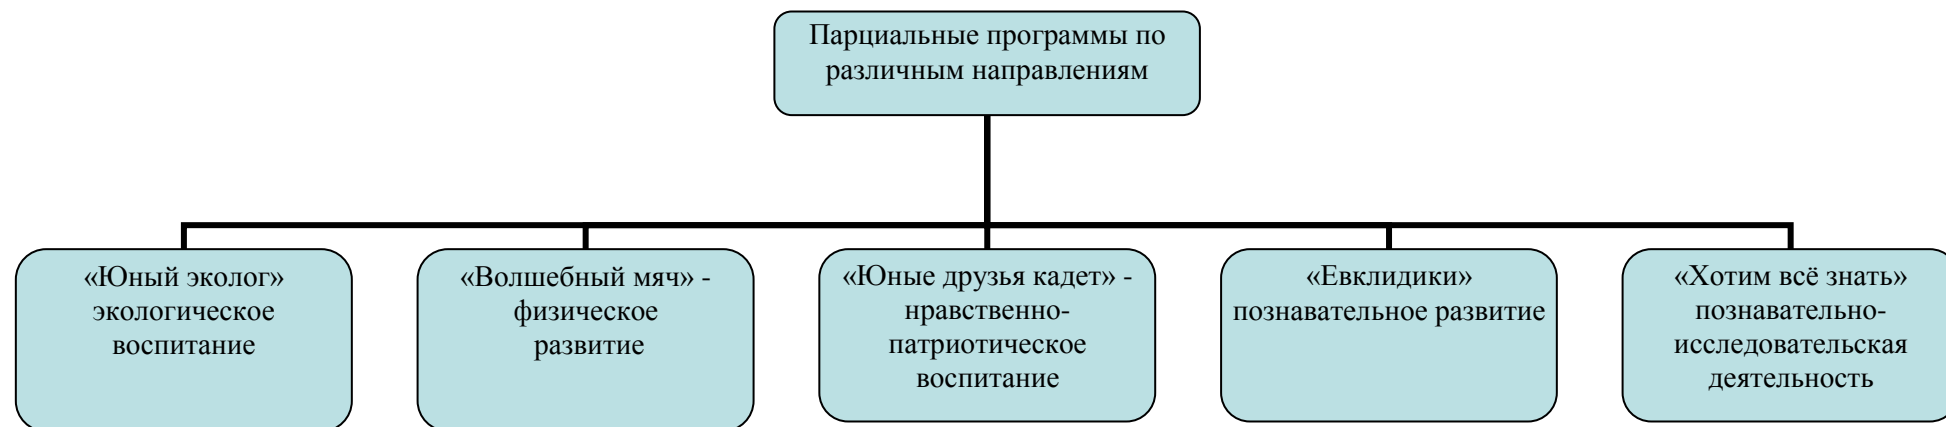 Парциальные программы по
различным направлениям
«Юный эколог»
экологическое
воспитание
«Волшебный мяч» -
физическое
развитие
«Юные друзья кадет» -
нравственно-
патриотическое
воспитание
«Евклидики»
познавательное развитие
«Хотим всё знать»
познавательно-
исследовательская
деятельность